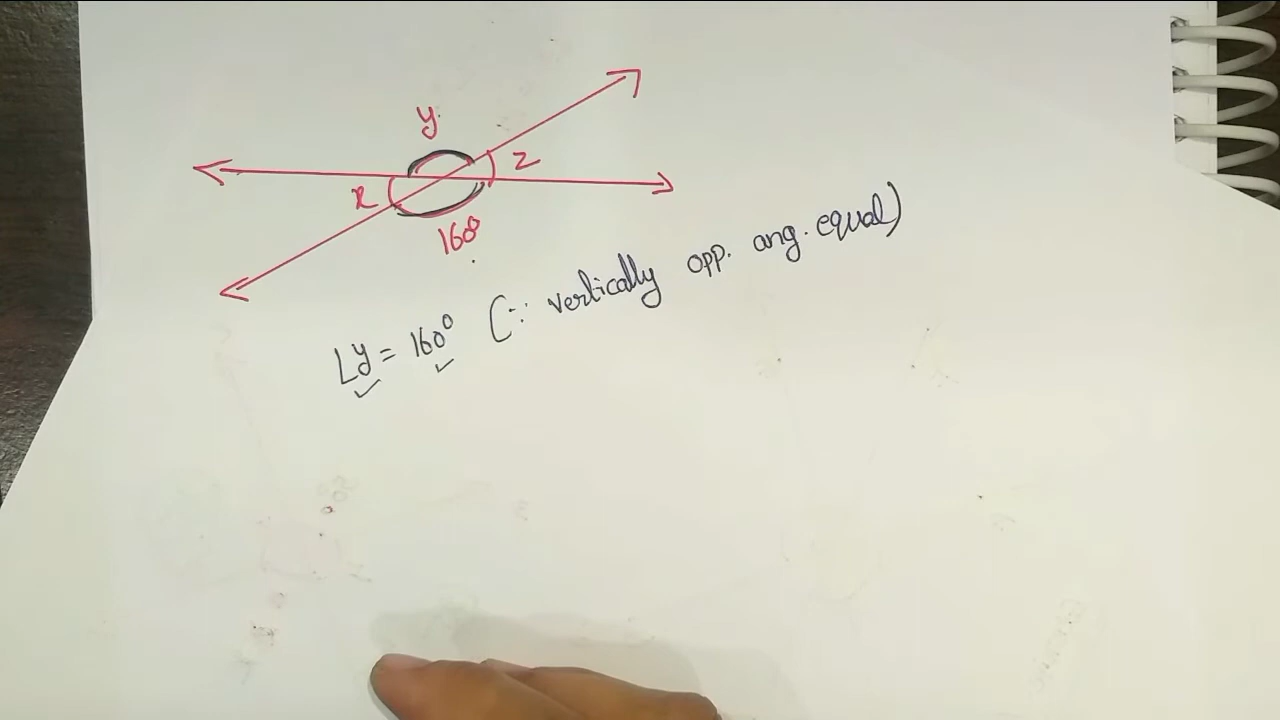 y
z
x
160°
∠y = 160° (∵ vertically opp. ang. equal)